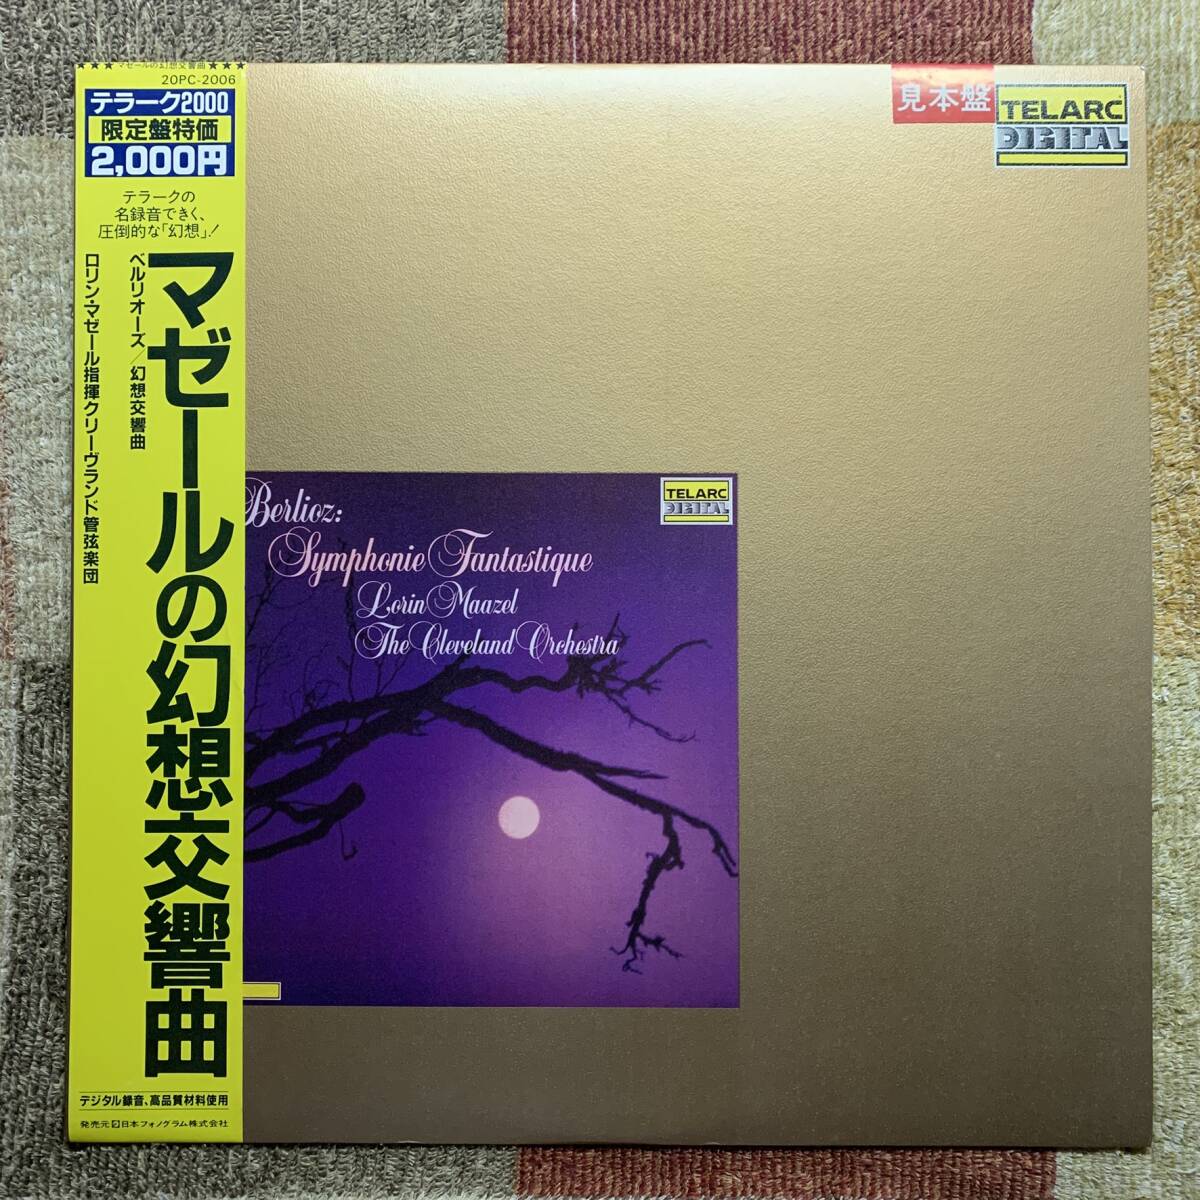 ★★★マゼールの幻想交響曲★★★
20PC-2006
テラーク2000
限定盤特価
2,000円
テラークの
名録音できく、
圧倒的な「幻想」!
マゼールの幻想交響曲
ベルリオーズ/幻想交響曲
ロリン・マゼール指揮クリーヴランド管弦楽団
デジタル録音、高品質材料使用
発売元 日本フォノグラム株式会社
見本盤
TELARC
DIGITAL
TELARC
DIGITAL
Berlioz:
Symphonie Fantastique
Lorin Maazel
The Cleveland Orchestra